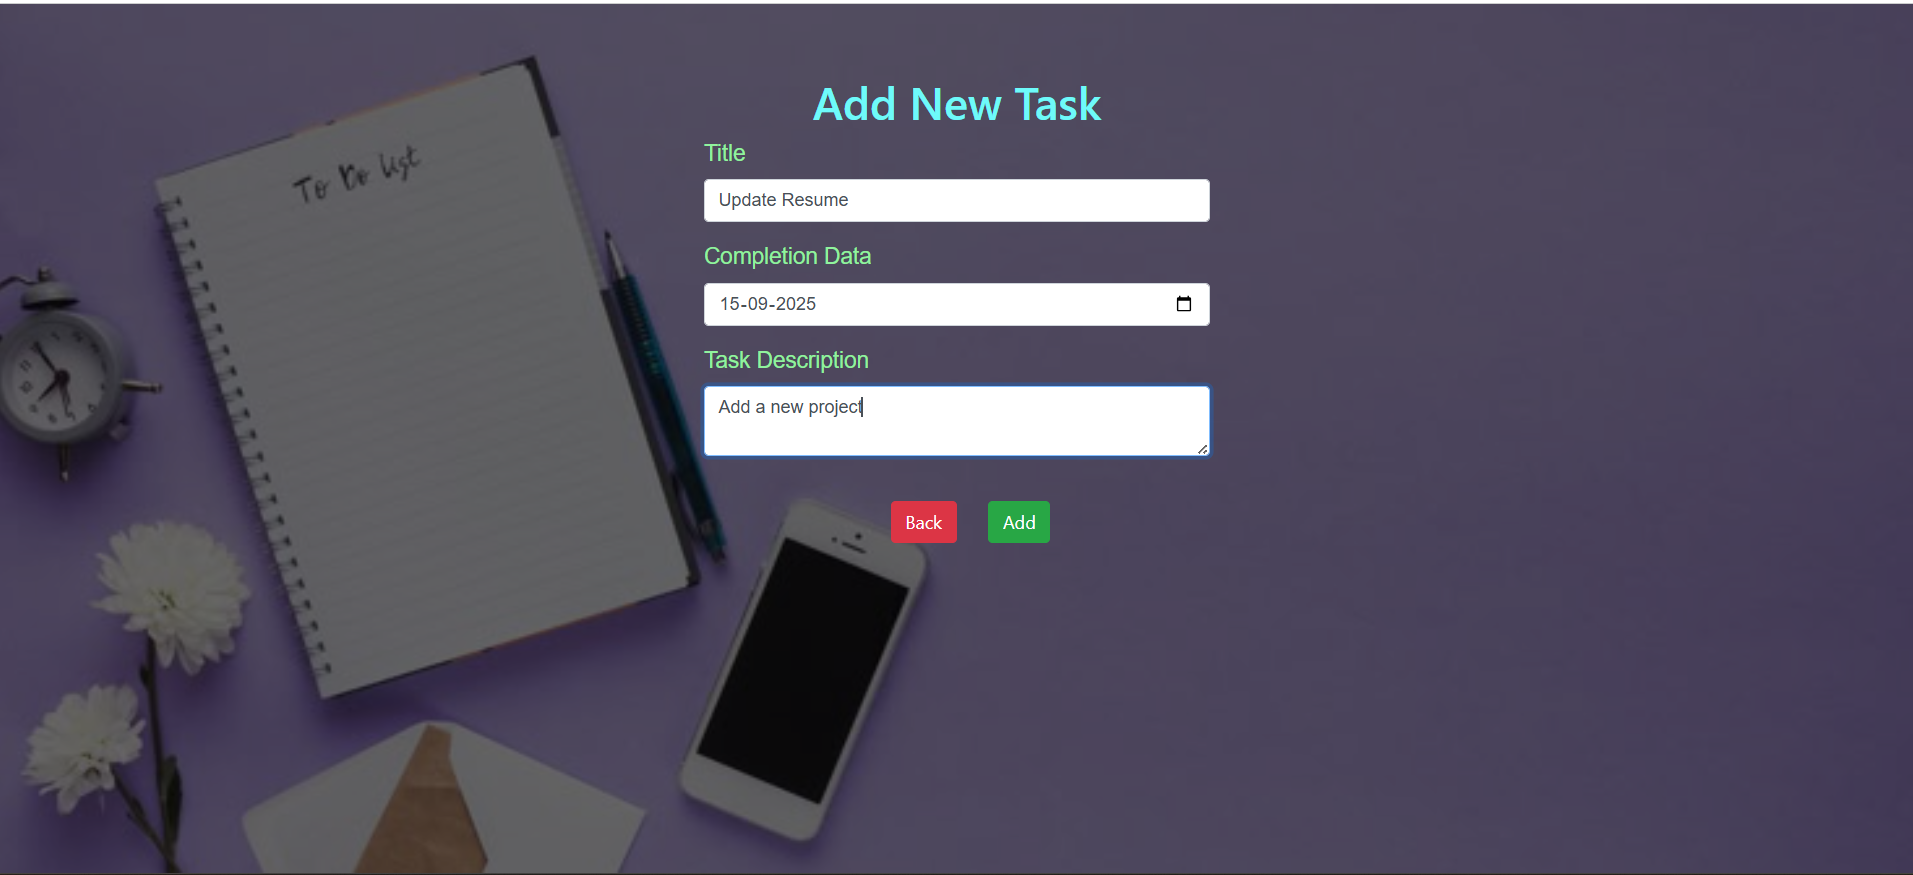 To Do list
Add New Task
Title
Update Resume
Completion Data
15-09-2025
Task Description
Add a new project
Back
Add